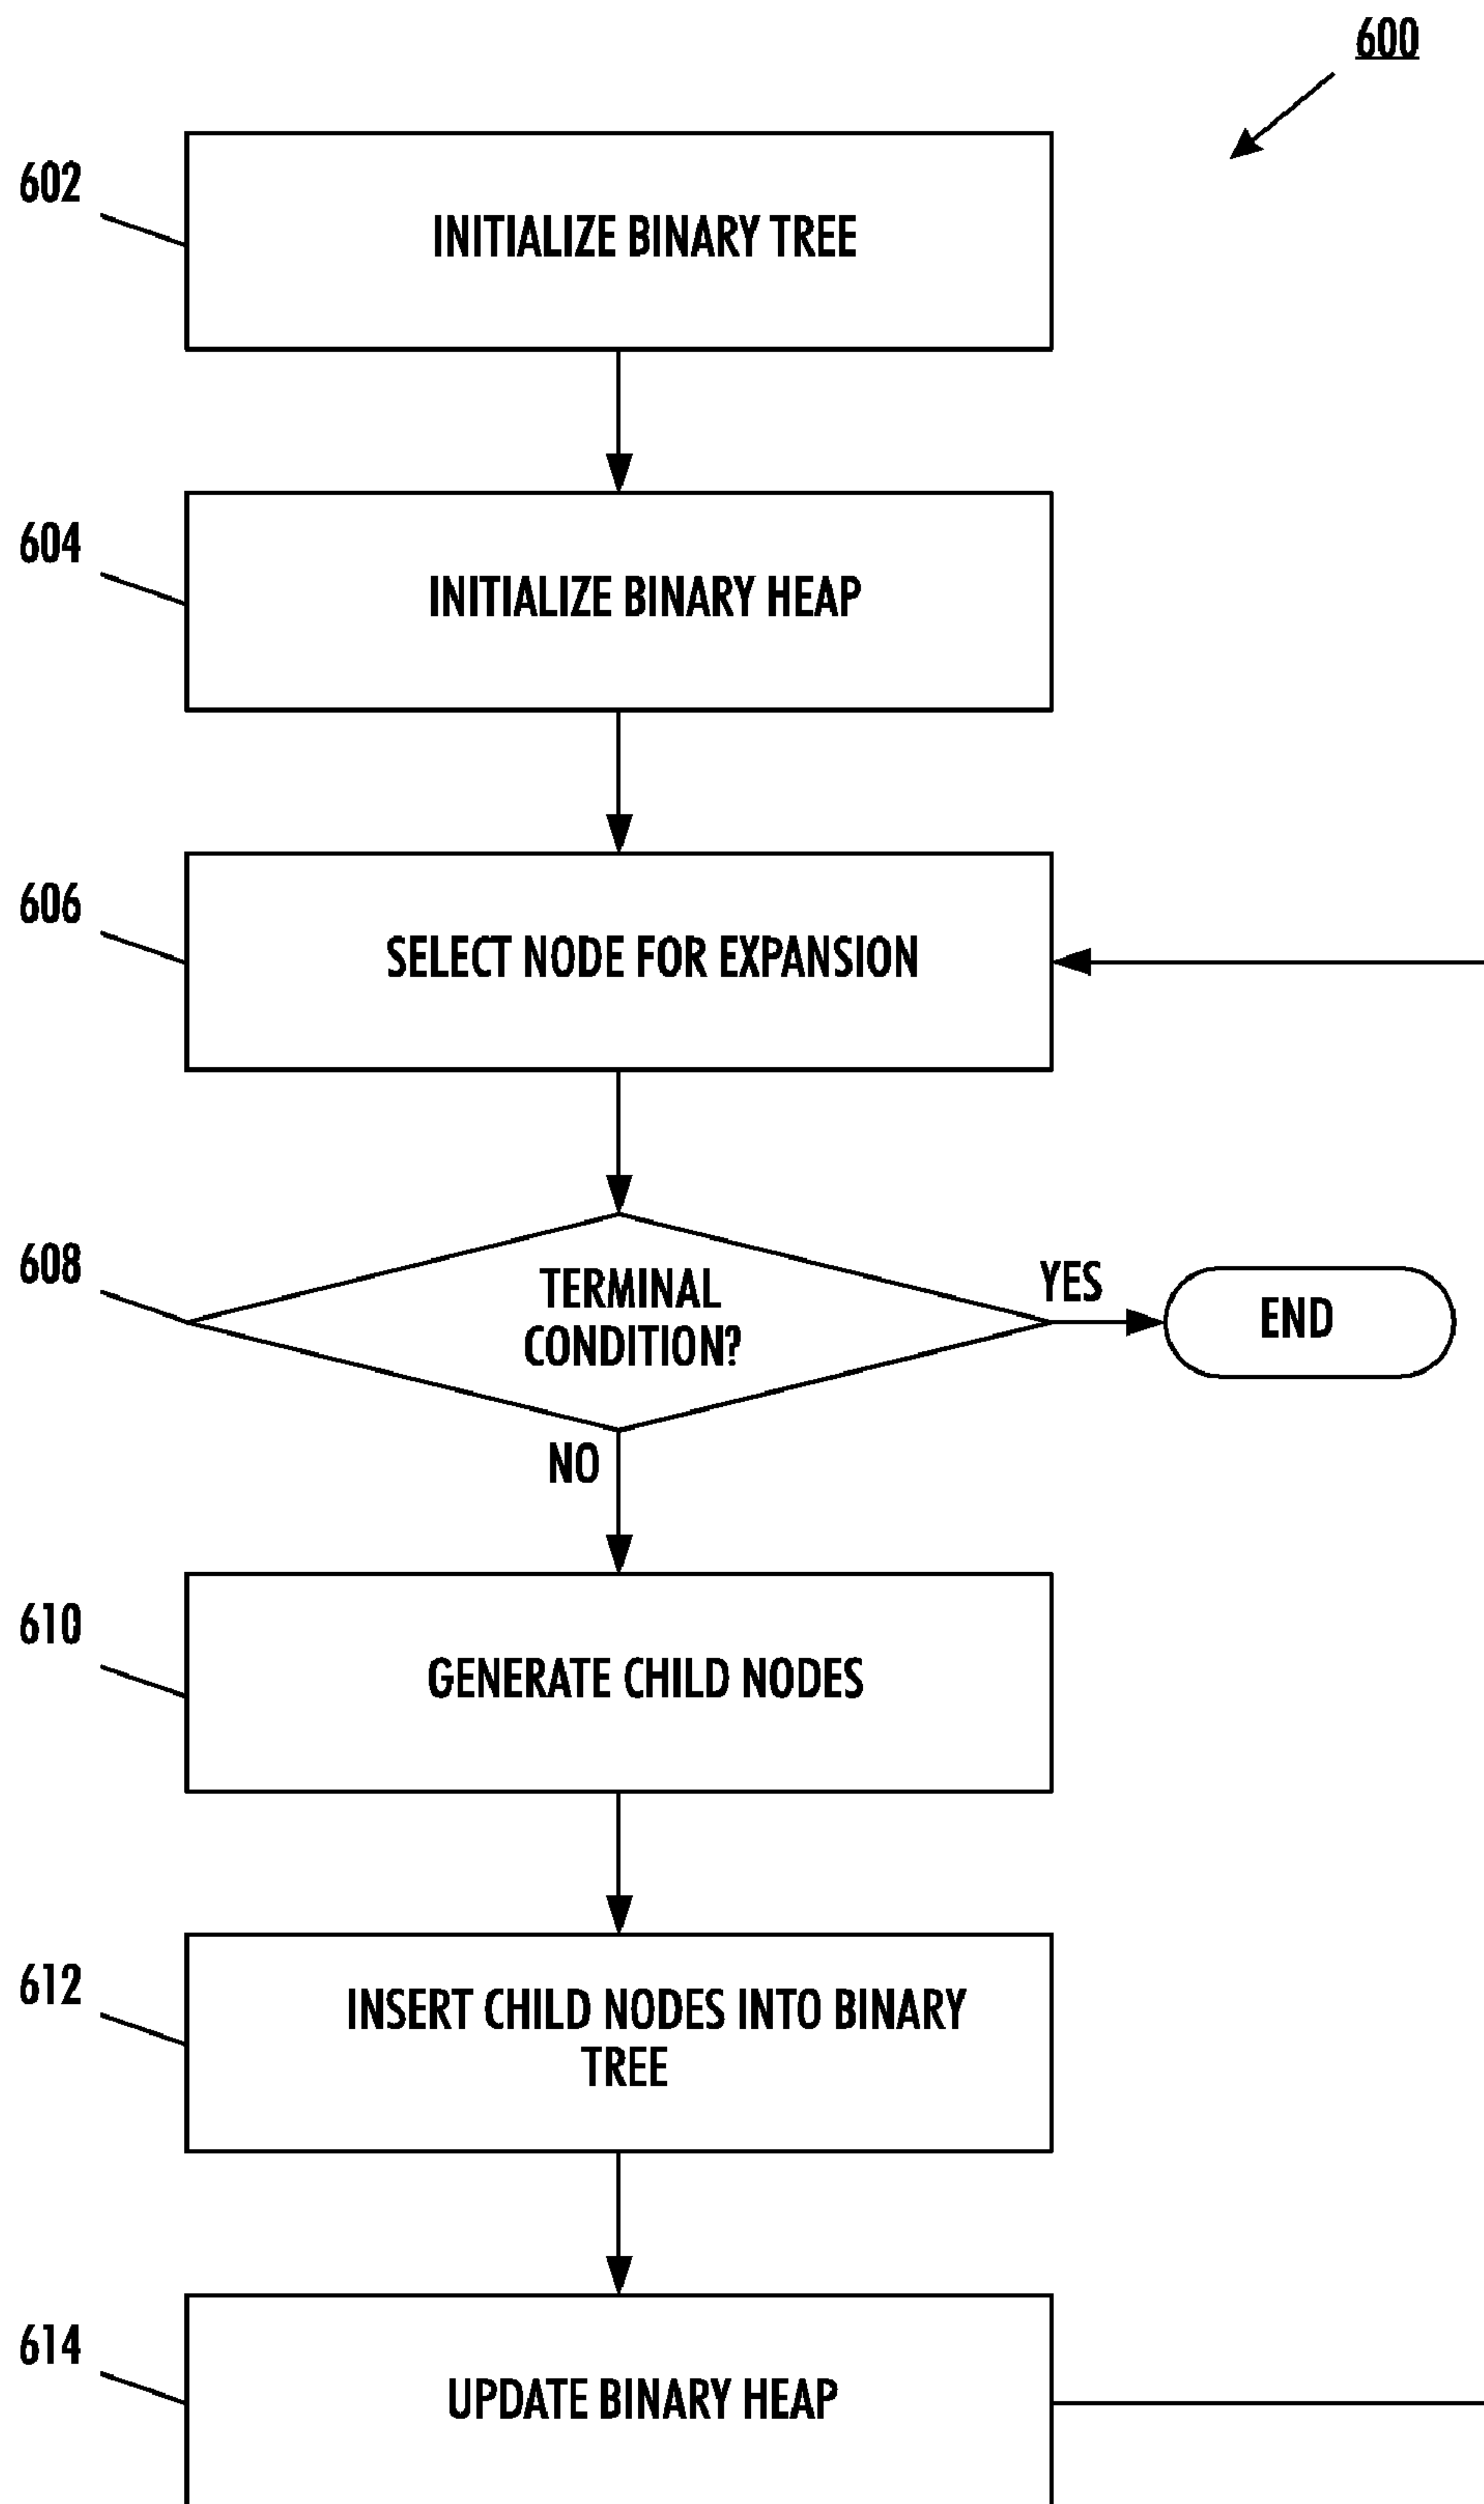 600
602
INITIALIZE BINARY TREE
604
INITIALIZE BINARY HEAP
606
SELECT NODE FOR EXPANSION
608
TERMINAL
CONDITION?
YES
END
NO
610
GENERATE CHILD NODES
612
INSERT CHILD NODES INTO BINARY
TREE
614
UPDATE BINARY HEAP